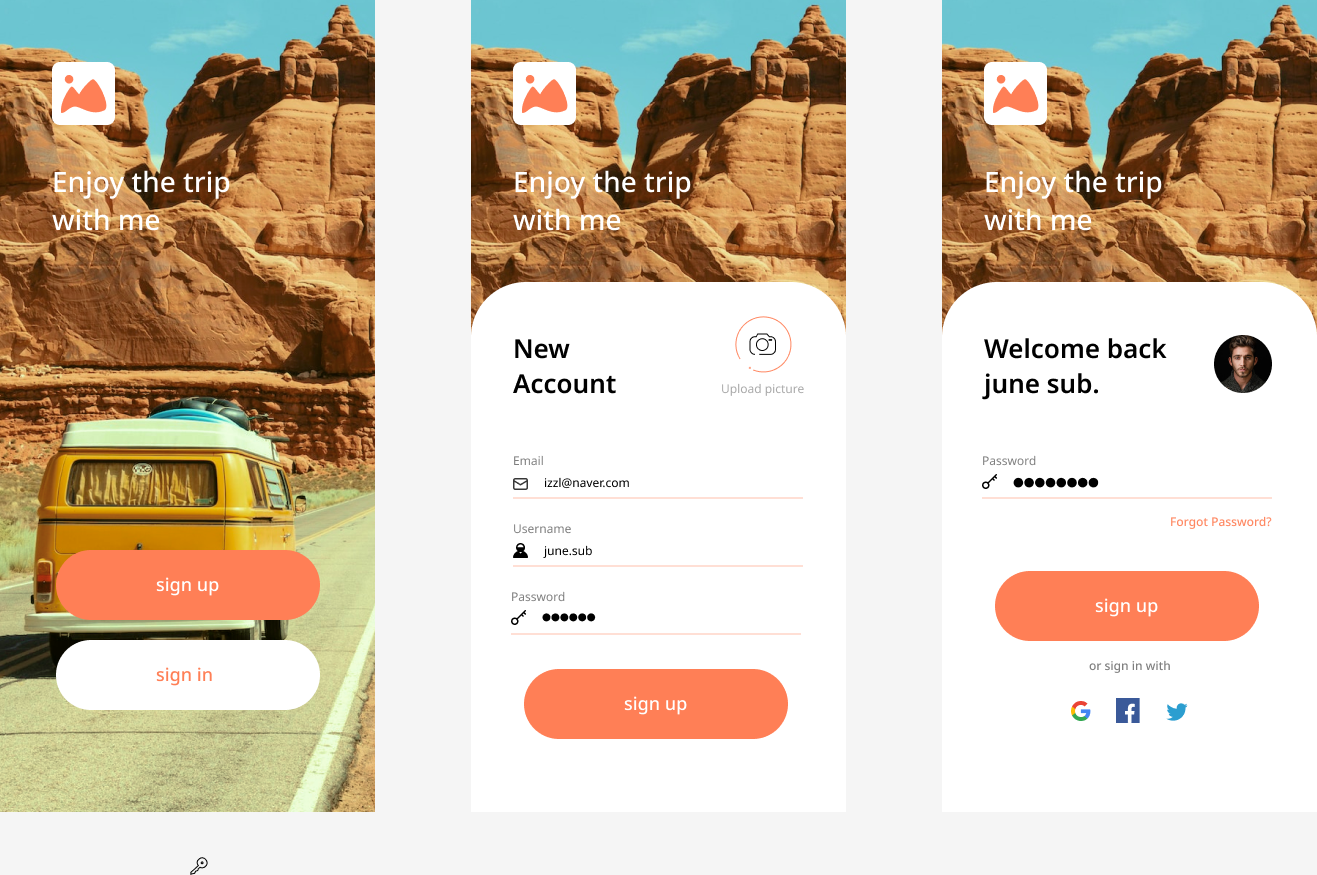 Enjoy the trip
with me
sign up
sign in
Enjoy the trip
with me
New
Account
Upload picture
Email
izzl@naver.com
Username
june.sub
Password
sign up
Enjoy the trip
with me
Welcome back
june sub.
Password
Forgot Password?
sign up
or sign in with